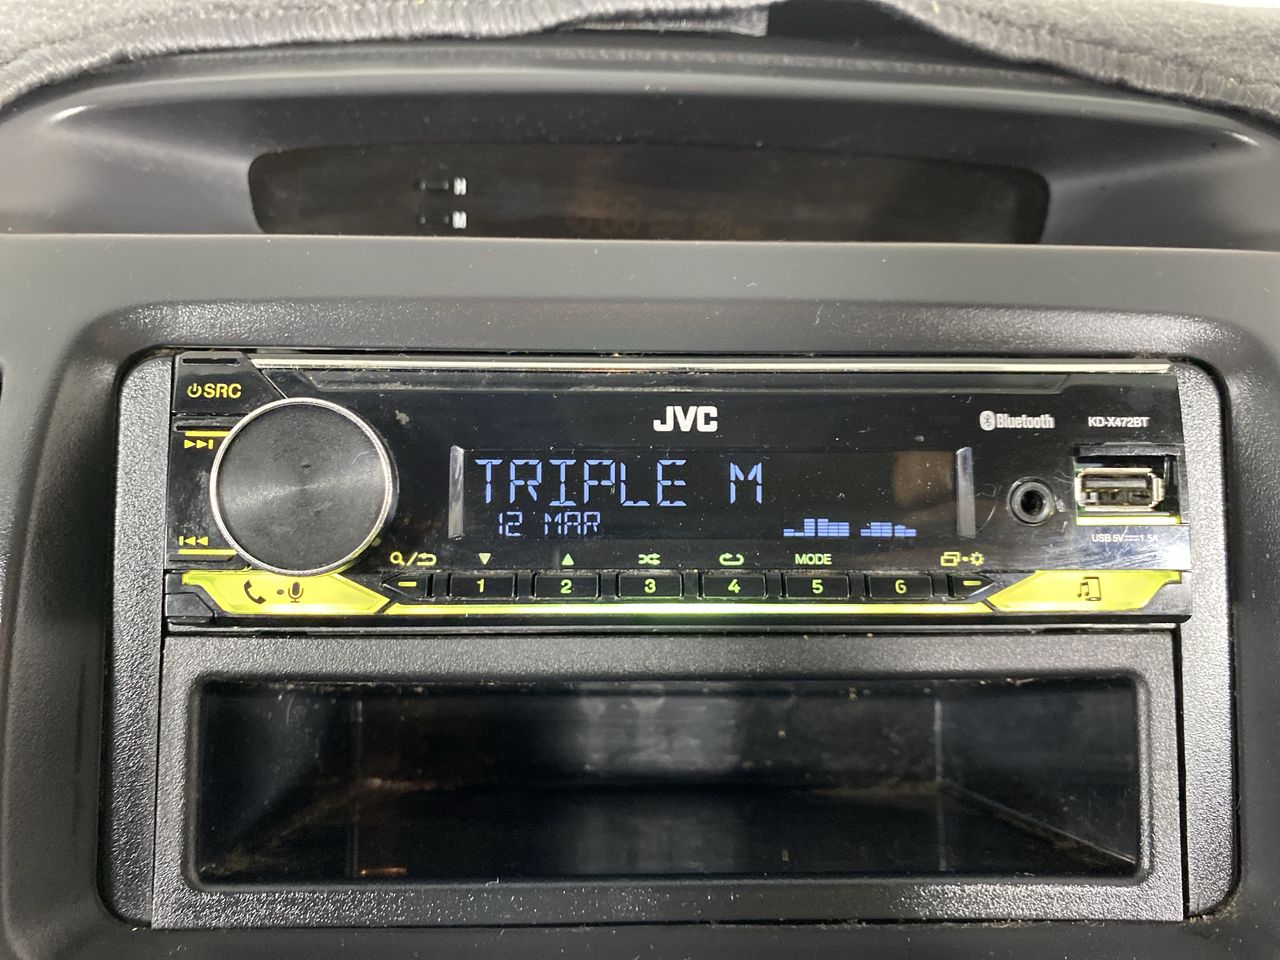 SRC
JVC
Bluetooth
KD-X472BT
TRIPLE M
12 MAR
USB 5V⎓1.5A
MODE
1 2 3 4 5 6